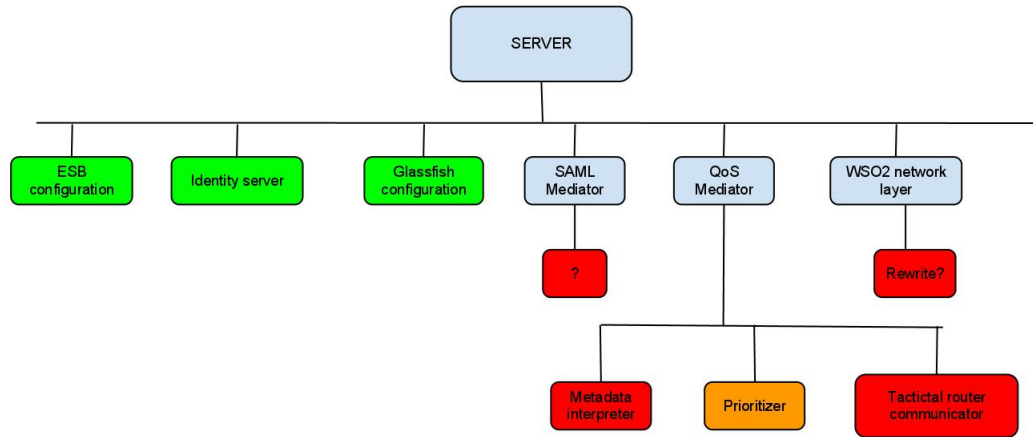 SERVER
ESB
configuration
Identity server
Glassfish
configuration
SAML
Mediator
QoS
Mediator
WSO2 network
layer
?
Rewrite?
Metadada
interpreter
Prioritizer
Tactictal router
communicator